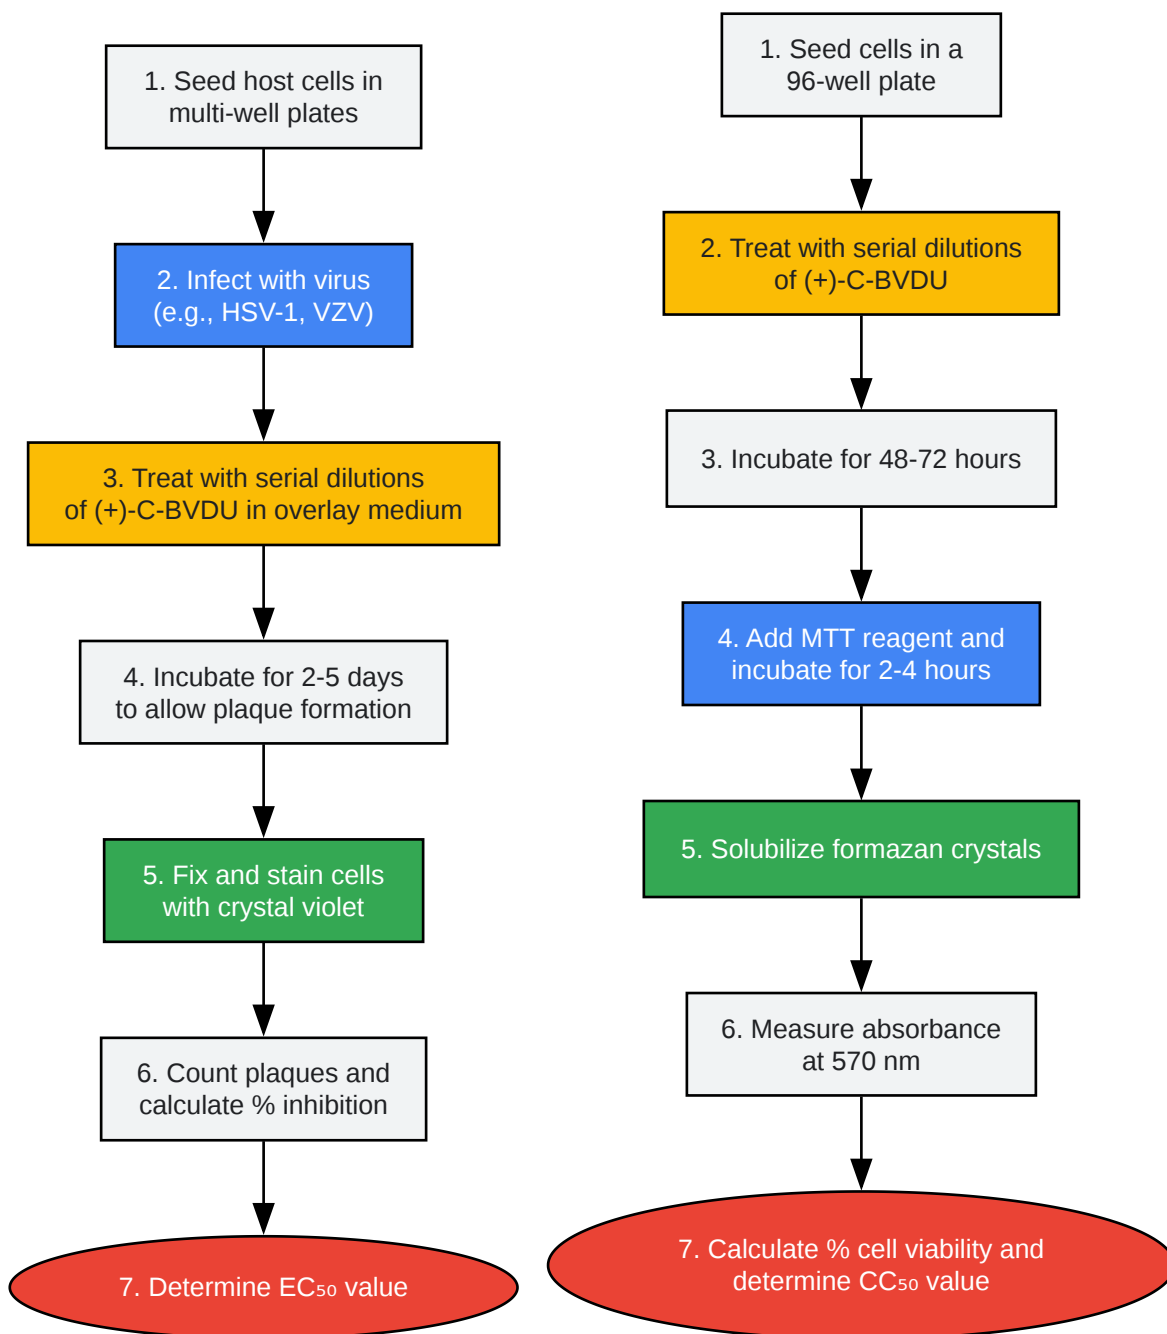 1. Seed host cells in
multi-well plates
2. Infect with virus
(e.g., HSV-1, VZV)
3. Treat with serial dilutions
of (+)-C-BVDU in overlay medium
4. Incubate for 2-5 days
to allow plaque formation
5. Fix and stain cells
with crystal violet
6. Count plaques and
calculate % inhibition
7. Determine EC₅₀ value
1. Seed cells in a
96-well plate
2. Treat with serial dilutions
of (+)-C-BVDU
3. Incubate for 48-72 hours
4. Add MTT reagent and
incubate for 2-4 hours
5. Solubilize formazan crystals
6. Measure absorbance
at 570 nm
7. Calculate % cell viability and
determine CC₅₀ value